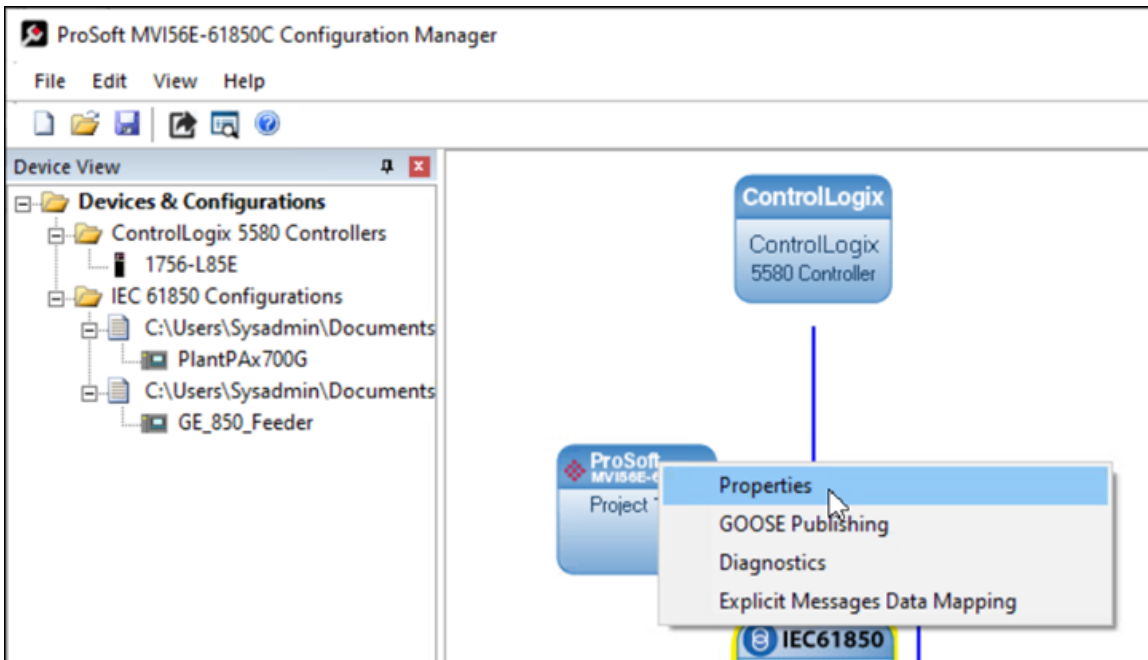 ProSoft MVI56E-61850C Configuration Manager
File Edit View Help
Device View
Devices & Configurations
ControlLogix 5580 Controllers
1756-L85E
IEC 61850 Configurations
C:\Users\Sysadmin\Documents
PlantPAx700G
C:\Users\Sysadmin\Documents
GE_850_Feeder
ControlLogix
ControlLogix
5580 Controller
ProSoft
MVI56E-6
Project
Properties
GOOSE Publishing
Diagnostics
Explicit Messages Data Mapping
IEC61850